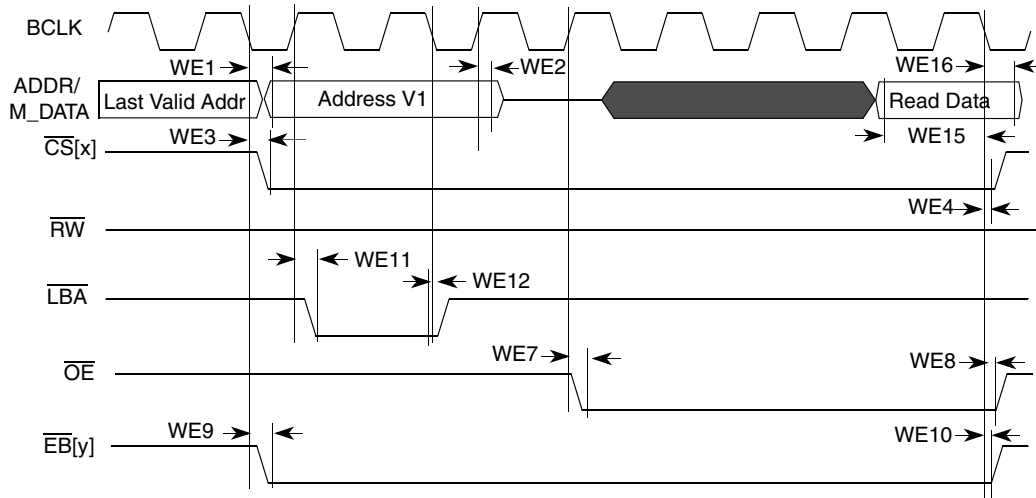 BCLK
WE1
WE2
WE16
ADDR/
M_DATA
Last Valid Addr
Address V1
Read Data
WE3
WE15
CS[x]
WE4
RW
WE11
WE12
LBA
WE7
WE8
OE
WE9
WE10
EB[y]